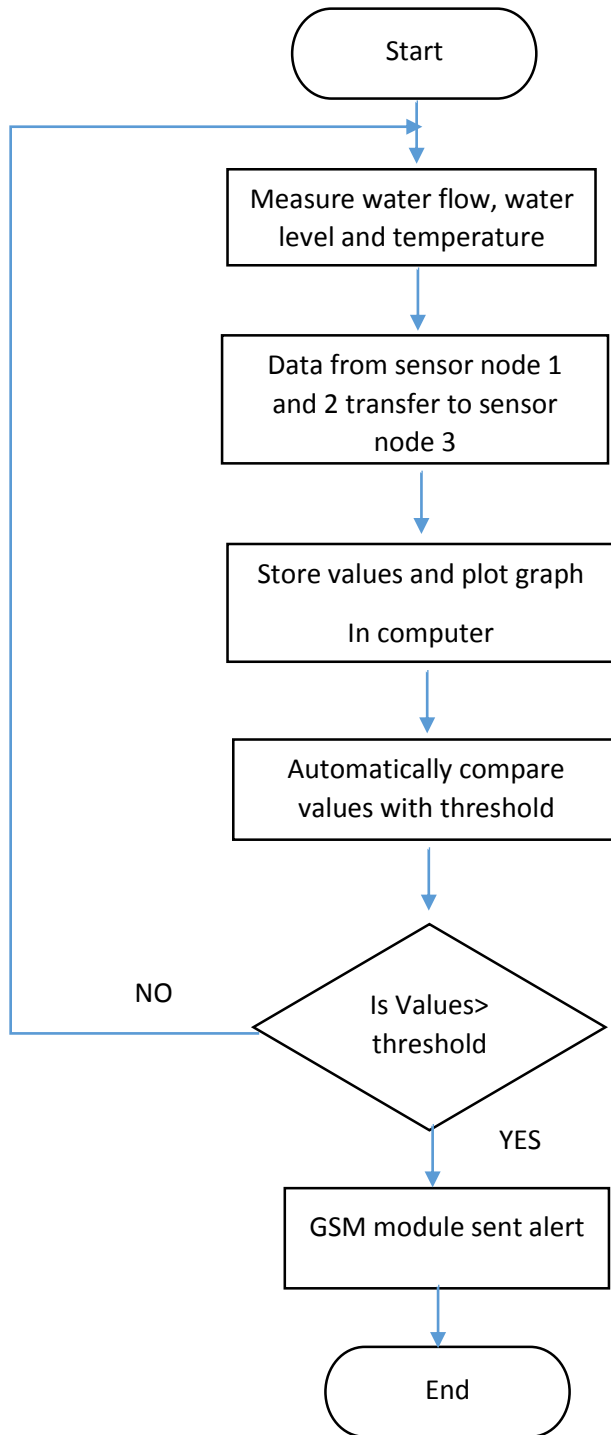 Start
Measure water flow, water
level and temperature
Data from sensor node 1
and 2 transfer to sensor
node 3
Store values and plot graph
In computer
Automatically compare
values with threshold
NO
Is Values>
threshold
YES
GSM module sent alert
End